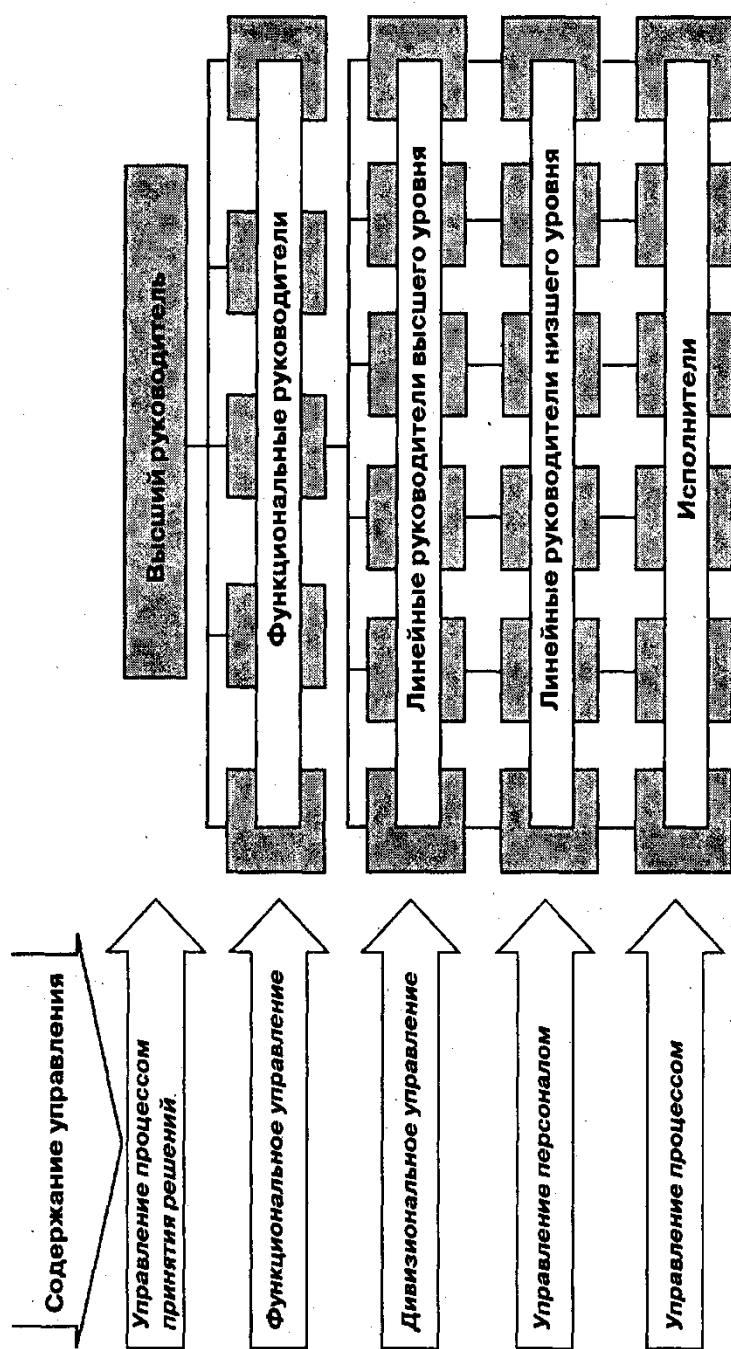 Содержание управления
Управление процессом
принятия решений
Высший руководитель
Функциональное управление
Функциональные руководители
Дивизиональное управление
Линейные руководители высшего уровня
Управление персоналом
Линейные руководители низшего уровня
Управление процессом
Исполнители